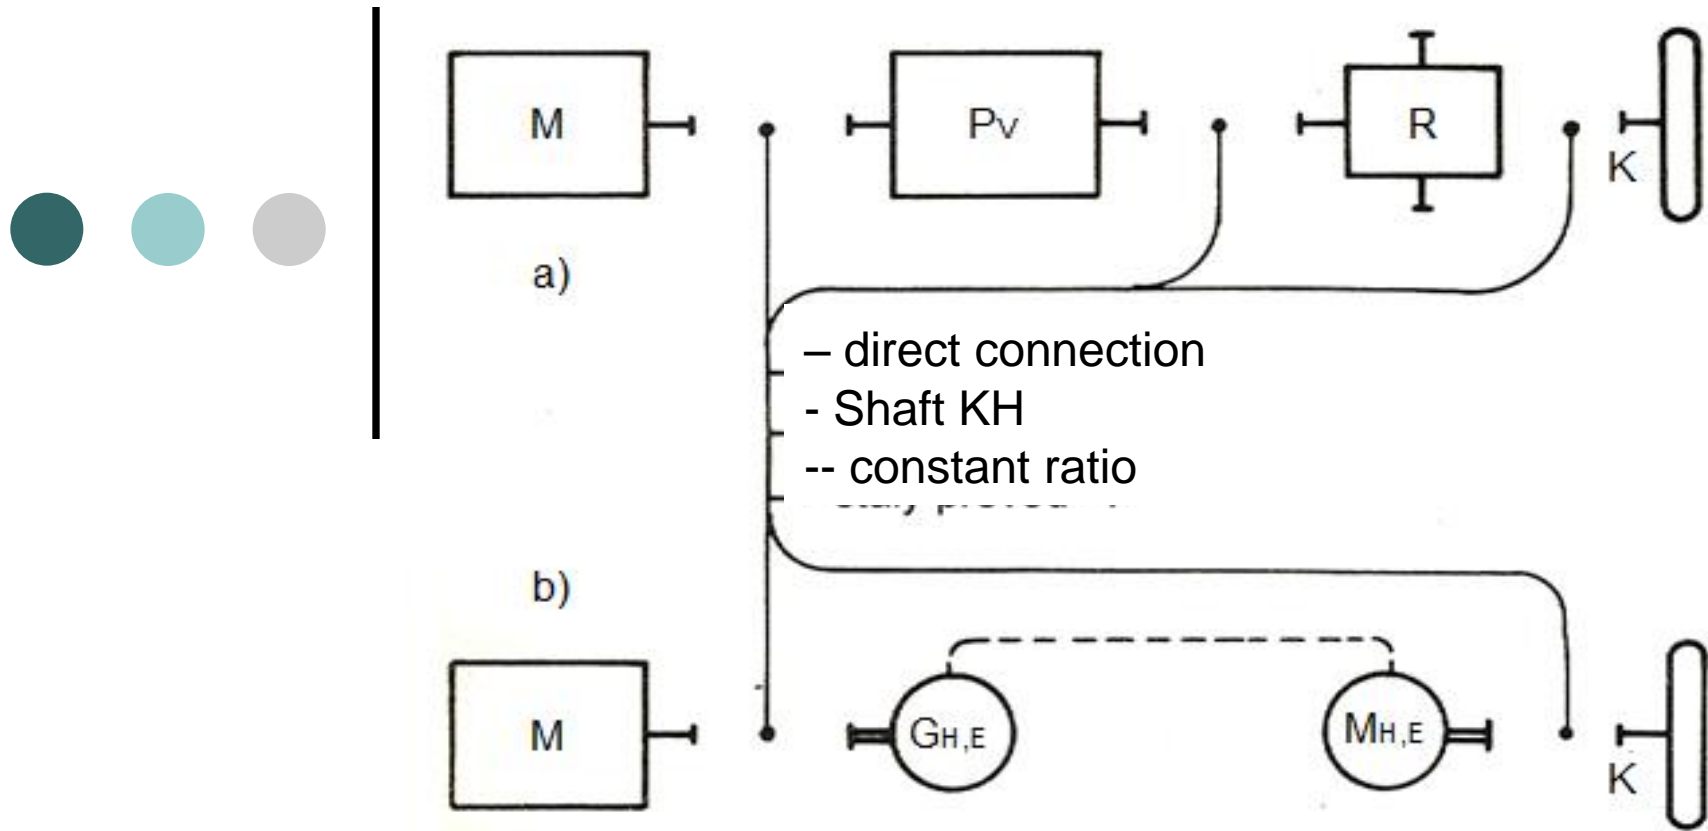 M Pv R K
a)
– direct connection
- Shaft KH
-- constant ratio
b)
M GH,E MH,E K